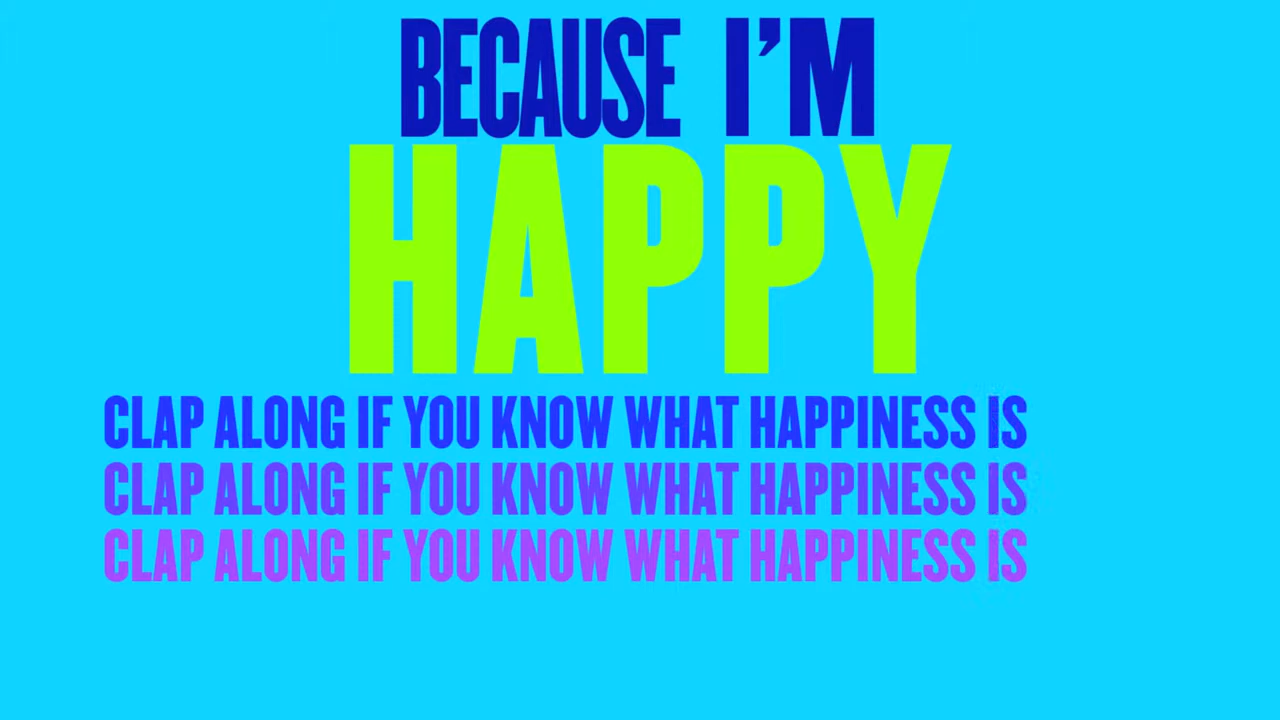 BECAUSE I'M
HAPPY
CLAP ALONG IF YOU KNOW WHAT HAPPINESS IS
CLAP ALONG IF YOU KNOW WHAT HAPPINESS IS
CLAP ALONG IF YOU KNOW WHAT HAPPINESS IS